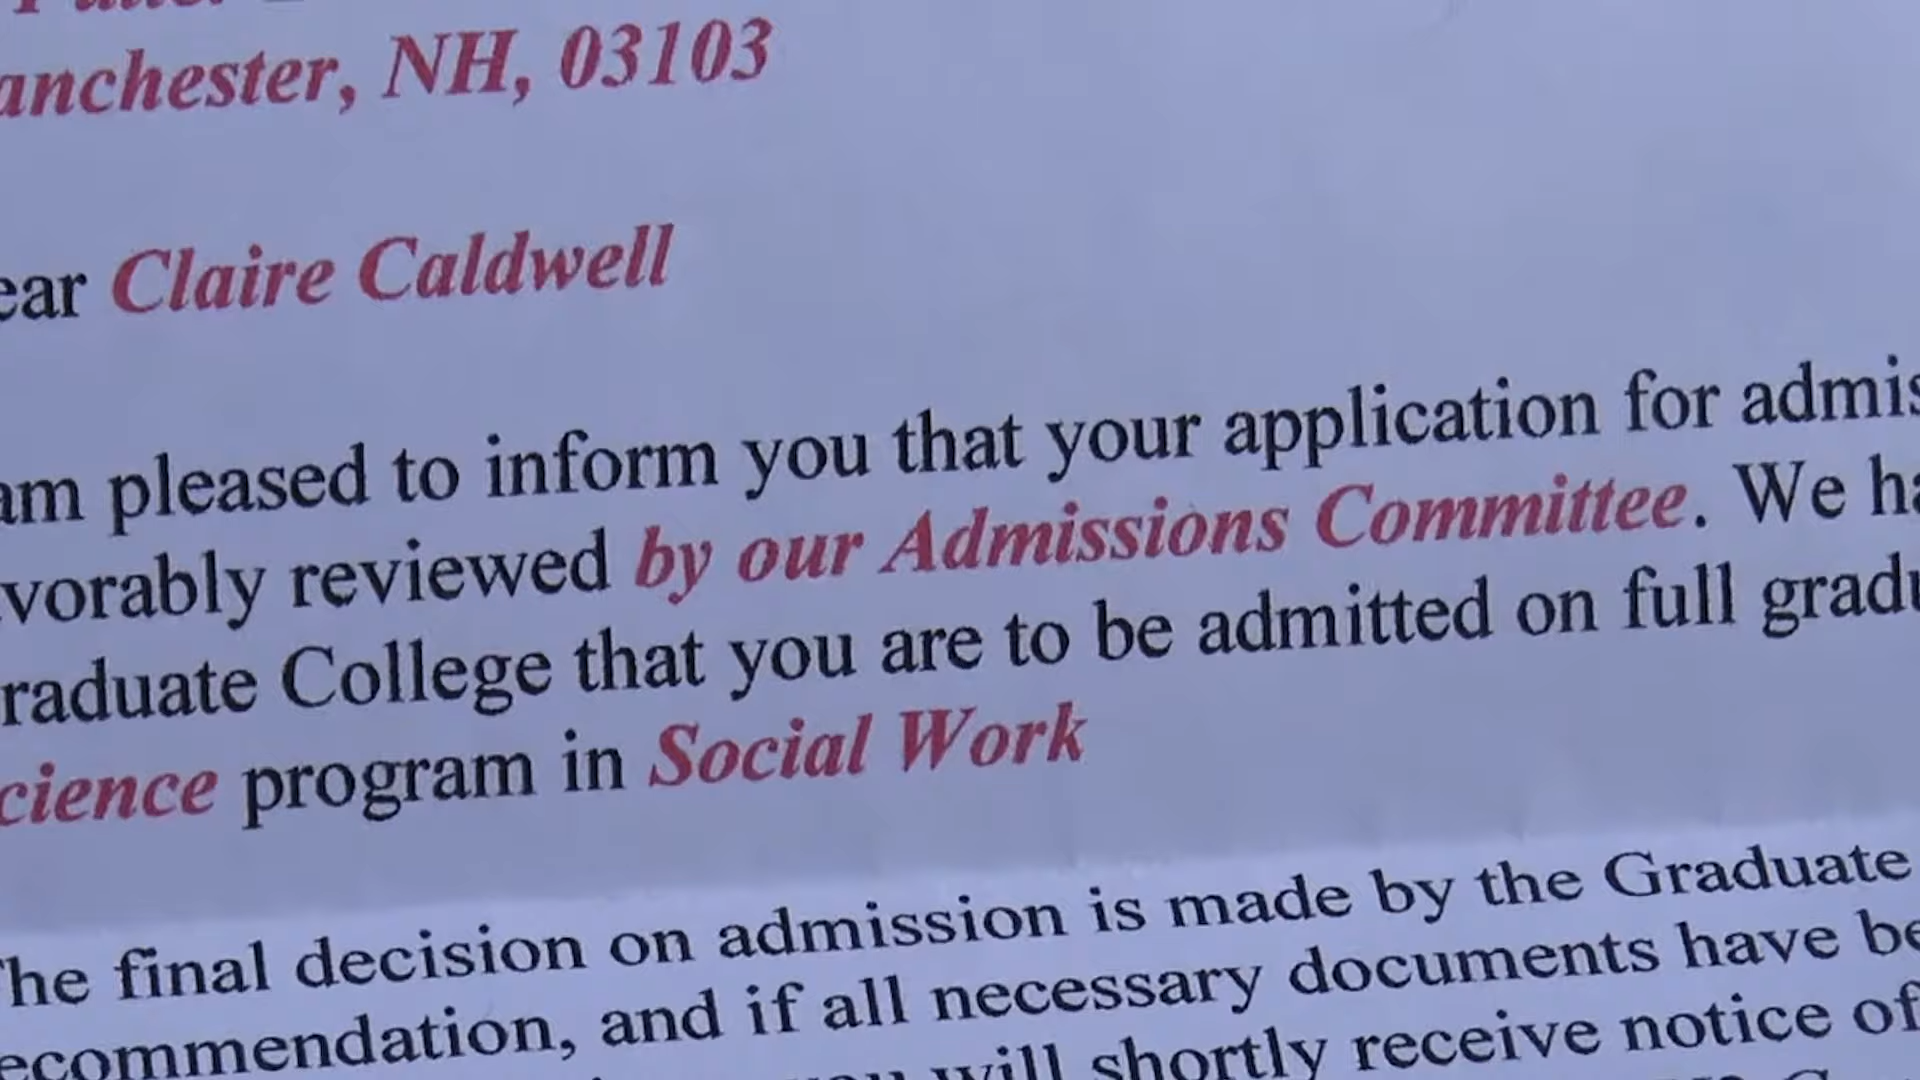 anchester, NH, 03103
ear Claire Caldwell
am pleased to inform you that your application for admis
vorably reviewed by our Admissions Committee. We ha
raduate College that you are to be admitted on full gradu
cience program in Social Work
The final decision on admission is made by the Graduate
ecommendation, and if all necessary documents have be
will shortly receive notice of